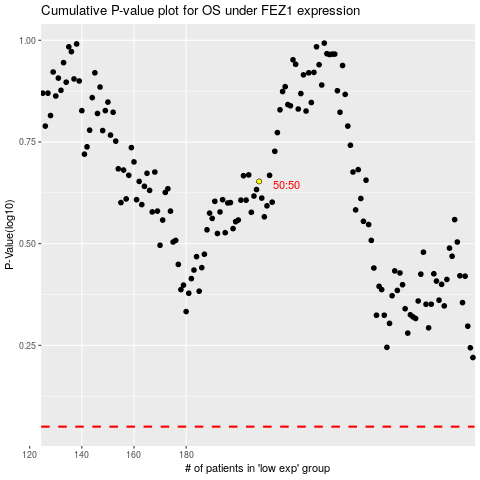 Cumulative P-value plot for OS under FEZ1 expression
1.00
0.75
50:50
P-Value(log10)
0.50
0.25
120 140 160 180
# of patients in 'low exp' group